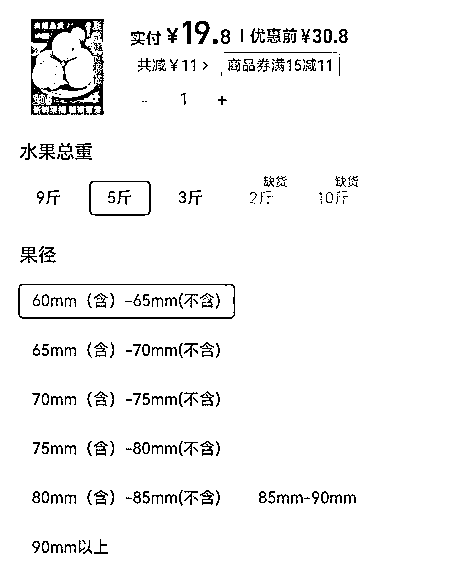 实付 ¥19.8 | 优惠前 ¥30.8
共减 ¥11 > 商品券满15减11
- 1 +
水果总重
缺货 缺货
9斤 5斤 3斤 2斤 10斤
果径
60mm（含）-65mm(不含)
65mm（含）-70mm(不含)
70mm（含）-75mm(不含)
75mm（含）-80mm(不含)
80mm（含）-85mm(不含) 85mm-90mm
90mm以上